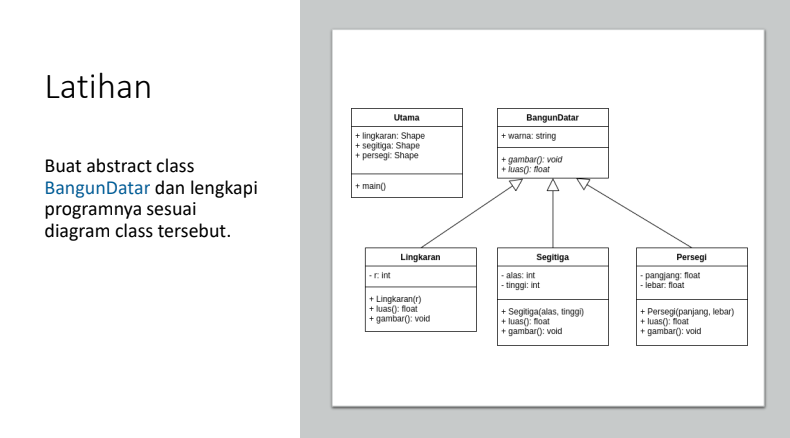 Latihan
Buat abstract class
BangunDatar dan lengkapi
programnya sesuai
diagram class tersebut.
Utama
+ lingkaran: Shape
+ segitiga: Shape
+ persegi: Shape
+ main()
BangunDatar
+ warna: string
+ gambar(): void
+ luas(): float
Lingkaran
- r: int
+ Lingkaran(r)
+ luas(): float
+ gambar(): void
Segitiga
- alas: int
- tinggi: int
+ Segitiga(alas, tinggi)
+ luas(): float
+ gambar(): void
Persegi
- pangjang: float
- lebar: float
+ Persegi(panjang, lebar)
+ luas(): float
+ gambar(): void